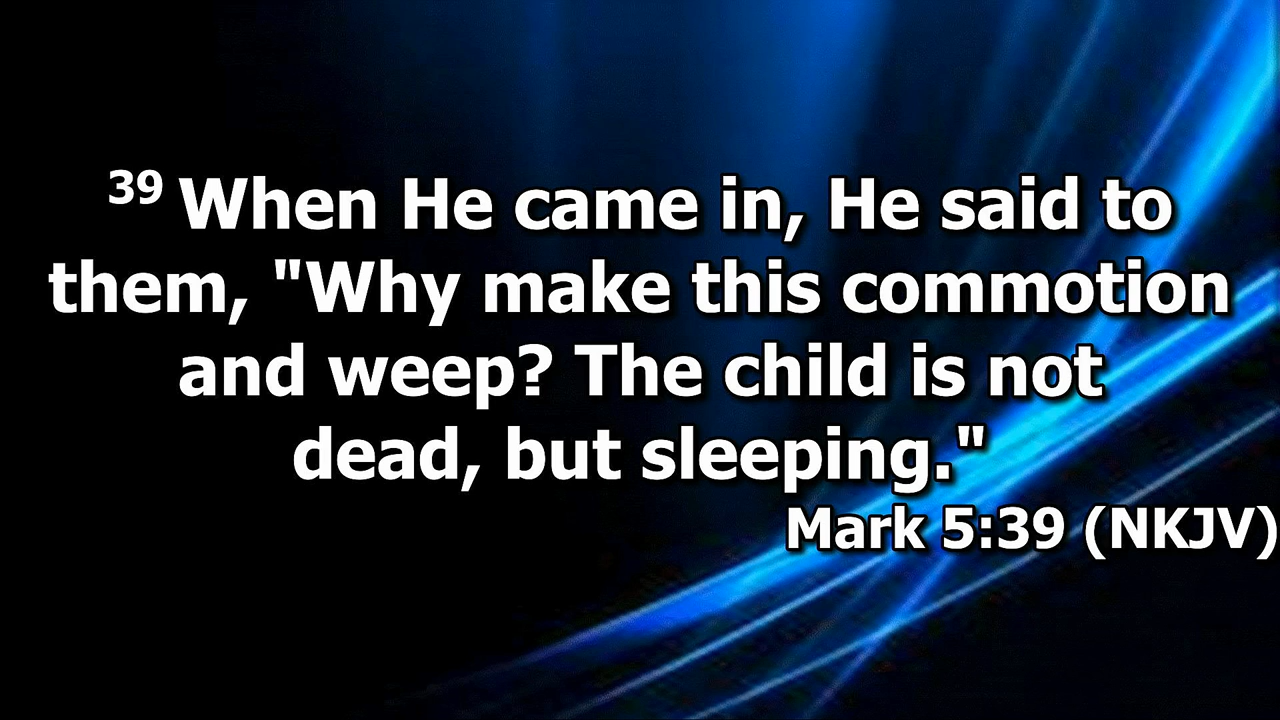 39 When He came in, He said to
them, "Why make this commotion
and weep? The child is not
dead, but sleeping."
Mark 5:39 (NKJV)